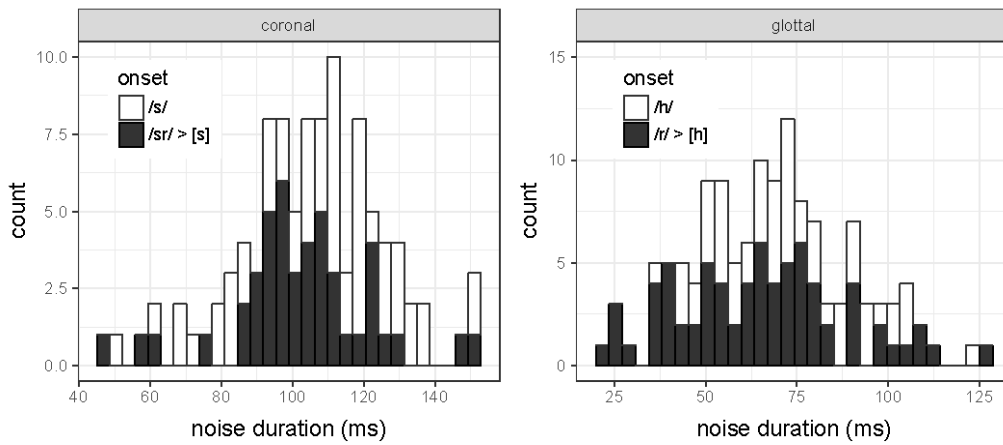 coronal
10.0
7.5
5.0
2.5
0.0
count
onset
/s/
/sr/ > [s]
40 60 80 100 120 140
noise duration (ms)
glottal
15
10
5
0
count
onset
/h/
/r/ > [h]
25 50 75 100 125
noise duration (ms)